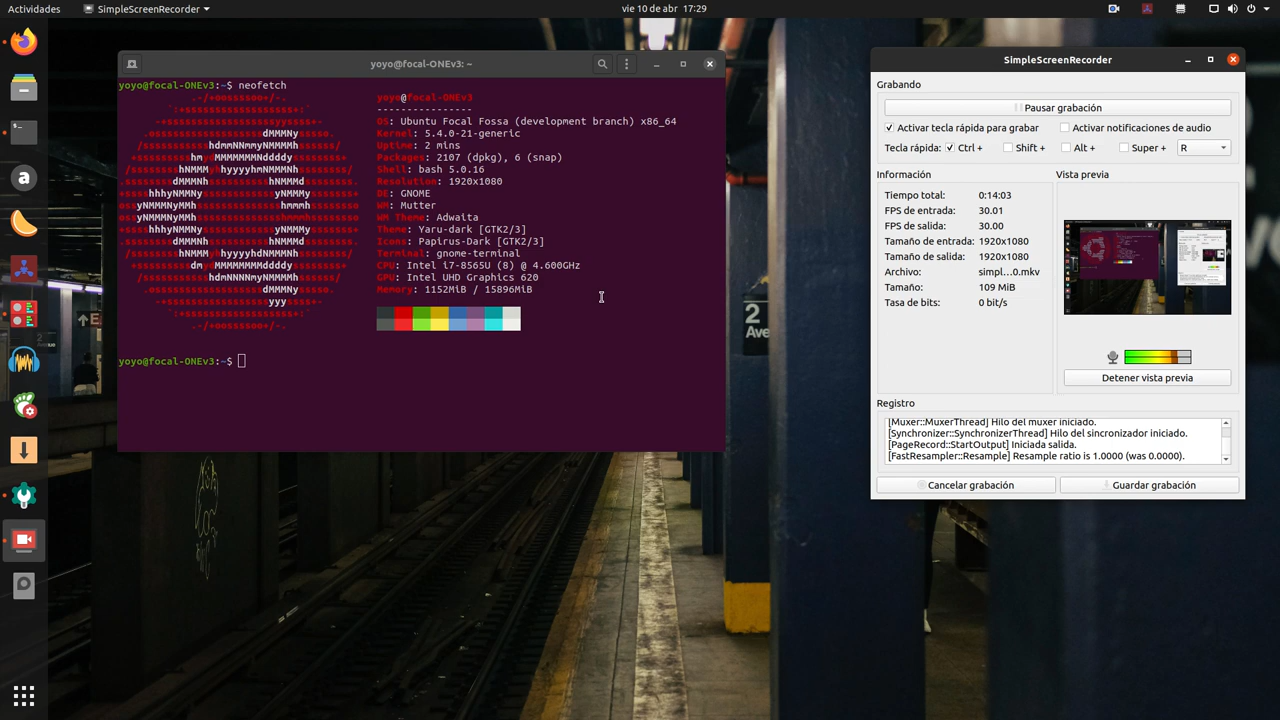 Actividades
SimpleScreenRecorder
vie 10 de abr 17:29
yoyo@focal-ONEv3: ~
yoyo@focal-ONEv3:~$ neofetch
yoyo@focal-ONEv3
----------------
OS: Ubuntu Focal Fossa (development branch) x86_64
Kernel: 5.4.0-21-generic
Uptime: 2 mins
Packages: 2107 (dpkg), 6 (snap)
Shell: bash 5.0.16
Resolution: 1920x1080
DE: GNOME
WM: Mutter
WM Theme: Adwaita
Theme: Yaru-dark [GTK2/3]
Icons: Papirus-Dark [GTK2/3]
Terminal: gnome-terminal
CPU: Intel i7-8565U (8) @ 4.600GHz
GPU: Intel UHD Graphics 620
Memory: 1152MiB / 15896MiB
yoyo@focal-ONEv3:~$
2
Ave
SimpleScreenRecorder
Grabando
Pausar grabación
Activar tecla rápida para grabar
Activar notificaciones de audio
Tecla rápida: Ctrl + Shift + Alt + Super + R
Información
Tiempo total: 0:14:03
FPS de entrada: 30.01
FPS de salida: 30.00
Tamaño de entrada: 1920x1080
Tamaño de salida: 1920x1080
Archivo: simpl...0.mkv
Tamaño: 109 MiB
Tasa de bits: 0 bit/s
Vista previa
Detener vista previa
Registro
[Muxer::MuxerThread] Hilo del muxer iniciado.
[Synchronizer::SynchronizerThread] Hilo del sincronizador iniciado.
[PageRecord::StartOutput] Iniciada salida.
[FastResampler::Resample] Resample ratio is 1.0000 (was 0.0000).
Cancelar grabación
Guardar grabación